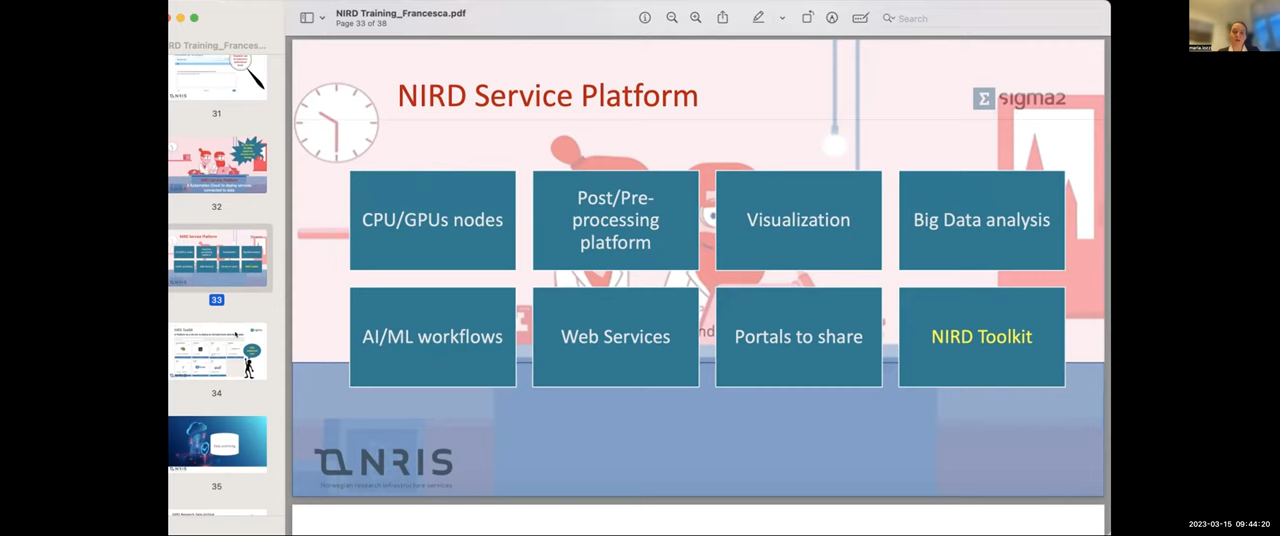 NIRD Training_Francesca.pdf
Page 33 of 38
Search
RD Training_Frances...
31
32
33
34
35
NIRD Service Platform
sigma2
CPU/GPUs nodes
Post/Pre-
processing
platform
Visualization
Big Data analysis
AI/ML workflows
Web Services
Portals to share
NIRD Toolkit
NRIS
Norwegian research infrastructure services
2023-03-15 09:44:20